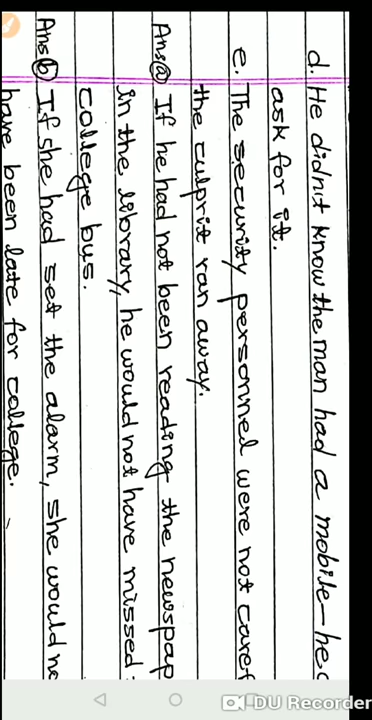 d. He didn't know the man had a mobile-he
ask for it.
e. The security personnel were not caref
the culprit ran away.
Ans@ If he had not been reading the newspap
in the library, he would not have missed
college bus.
Ansⓑ If she had set the alarm, she would no
have been late for college.
DU Recorder